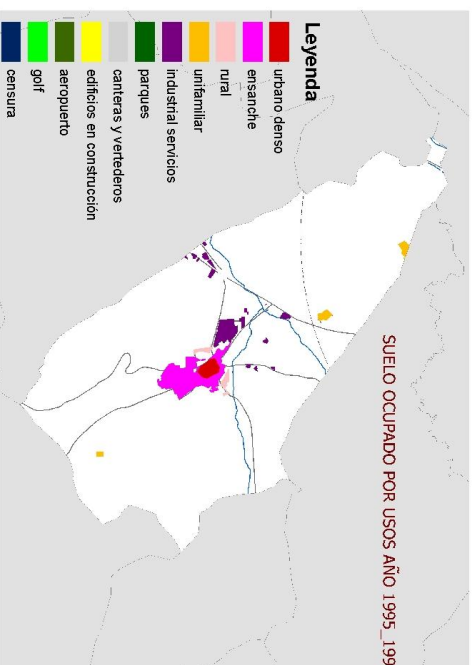 SUELO OCUPADO POR USOS AÑO 1995_199
Leyenda
urbano denso
ensanche
rural
unifamiliar
industrial servicios
parques
canteras y vertederos
edificios en construcción
aeropuerto
golf
censura